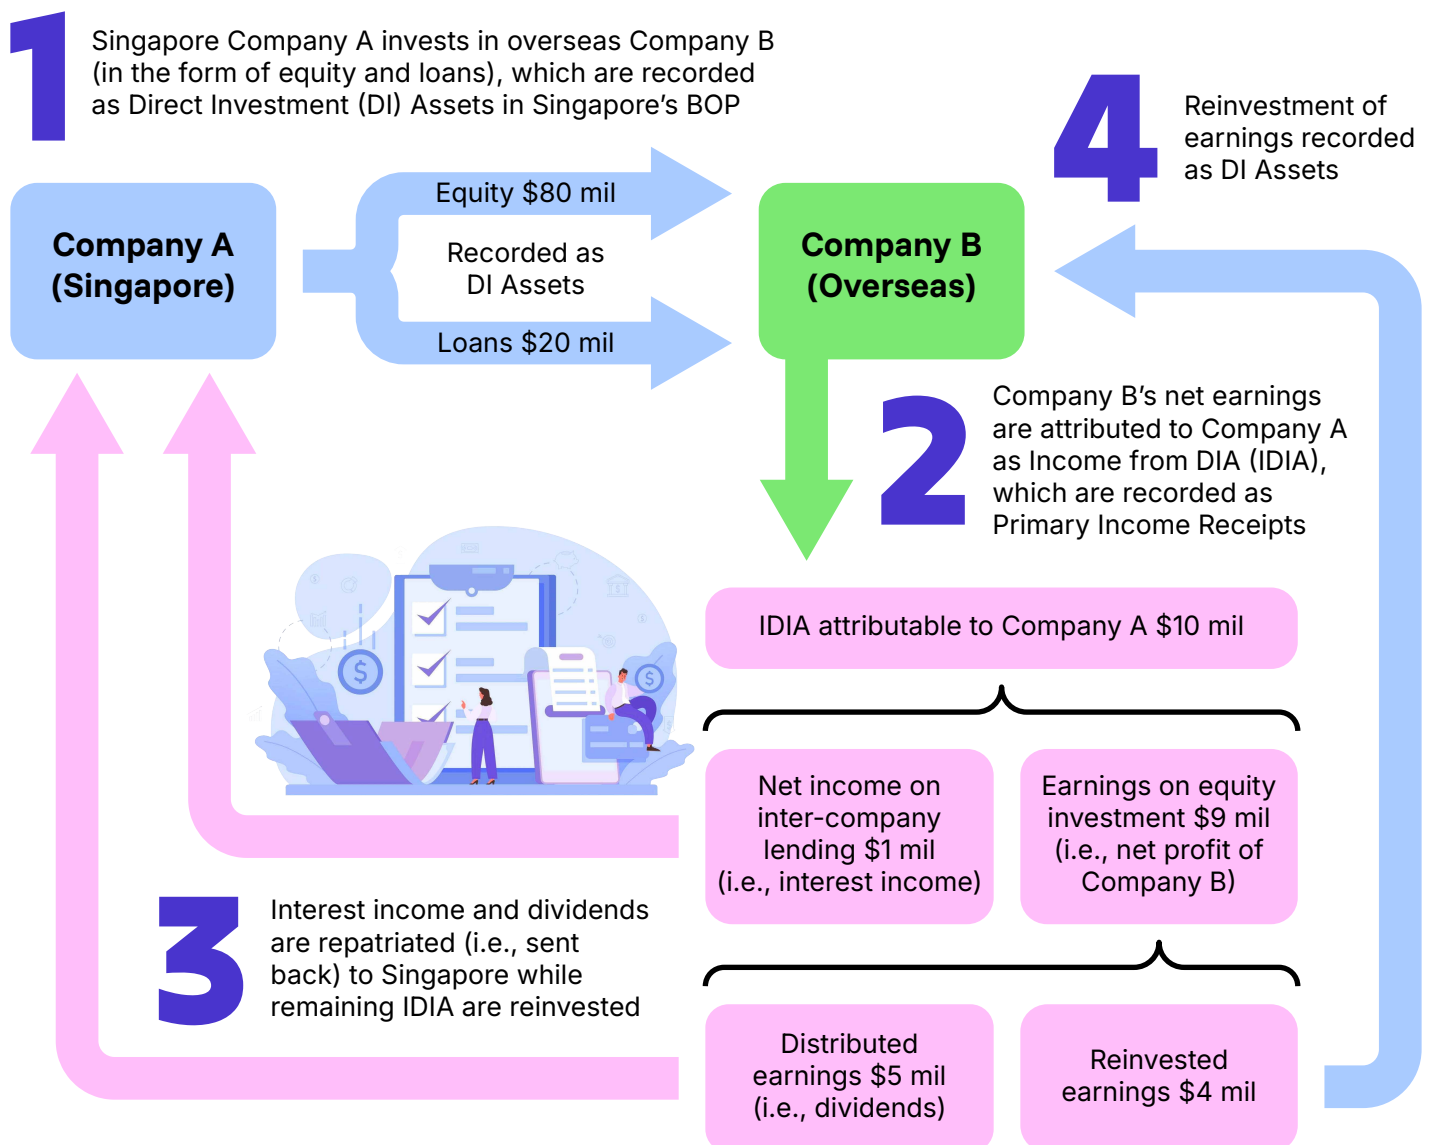 1
Singapore Company A invests in overseas Company B
(in the form of equity and loans), which are recorded
as Direct Investment (DI) Assets in Singapore’s BOP
4
Reinvestment of
earnings recorded
as DI Assets
Company A
(Singapore)
Equity $80 mil
Recorded as
DI Assets
Loans $20 mil
Company B
(Overseas)
2
Company B’s net earnings
are attributed to Company A
as Income from DIA (IDIA),
which are recorded as
Primary Income Receipts
IDIA attributable to Company A $10 mil
Net income on
inter-company
lending $1 mil
(i.e., interest income)
Earnings on equity
investment $9 mil
(i.e., net profit of
Company B)
3
Interest income and dividends
are repatriated (i.e., sent
back) to Singapore while
remaining IDIA are reinvested
Distributed
earnings $5 mil
(i.e., dividends)
Reinvested
earnings $4 mil